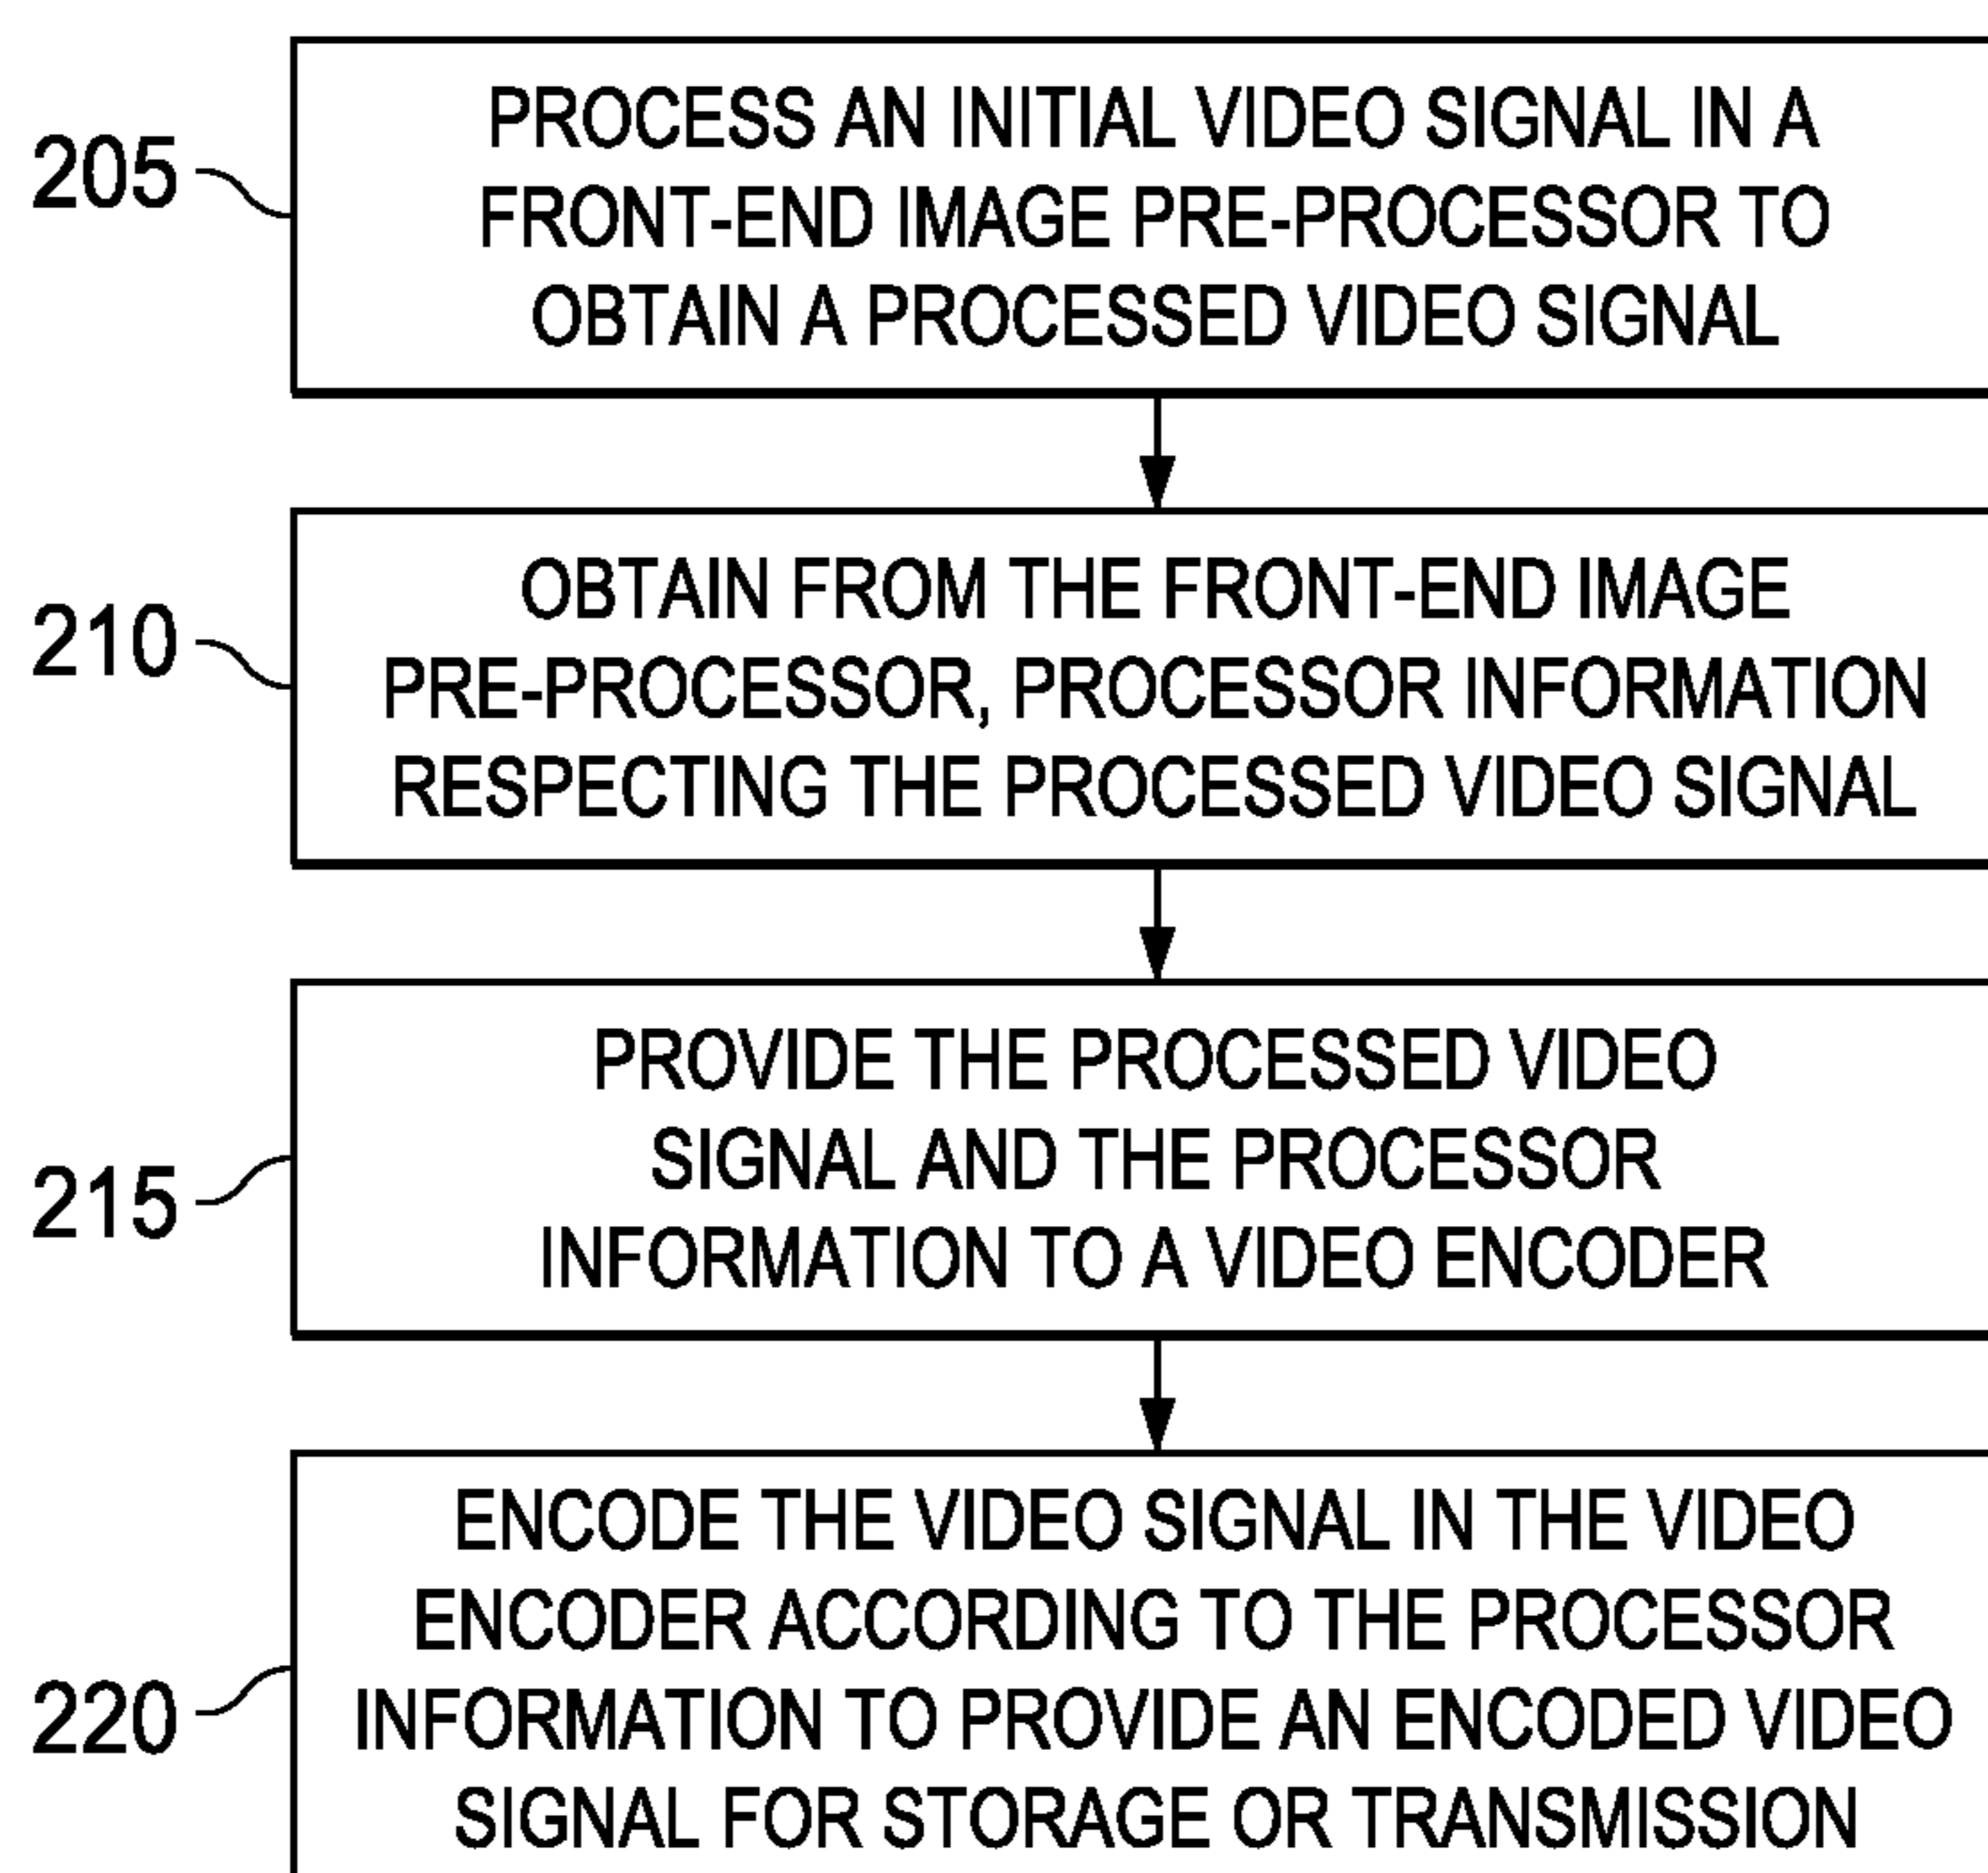 205
PROCESS AN INITIAL VIDEO SIGNAL IN A
FRONT-END IMAGE PRE-PROCESSOR TO
OBTAIN A PROCESSED VIDEO SIGNAL
210
OBTAIN FROM THE FRONT-END IMAGE
PRE-PROCESSOR, PROCESSOR INFORMATION
RESPECTING THE PROCESSED VIDEO SIGNAL
215
PROVIDE THE PROCESSED VIDEO
SIGNAL AND THE PROCESSOR
INFORMATION TO A VIDEO ENCODER
220
ENCODE THE VIDEO SIGNAL IN THE VIDEO
ENCODER ACCORDING TO THE PROCESSOR
INFORMATION TO PROVIDE AN ENCODED VIDEO
SIGNAL FOR STORAGE OR TRANSMISSION